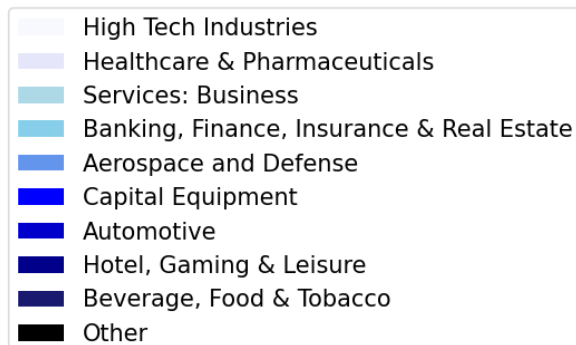 High Tech Industries
Healthcare & Pharmaceuticals
Services: Business
Banking, Finance, Insurance & Real Estate
Aerospace and Defense
Capital Equipment
Automotive
Hotel, Gaming & Leisure
Beverage, Food & Tobacco
Other